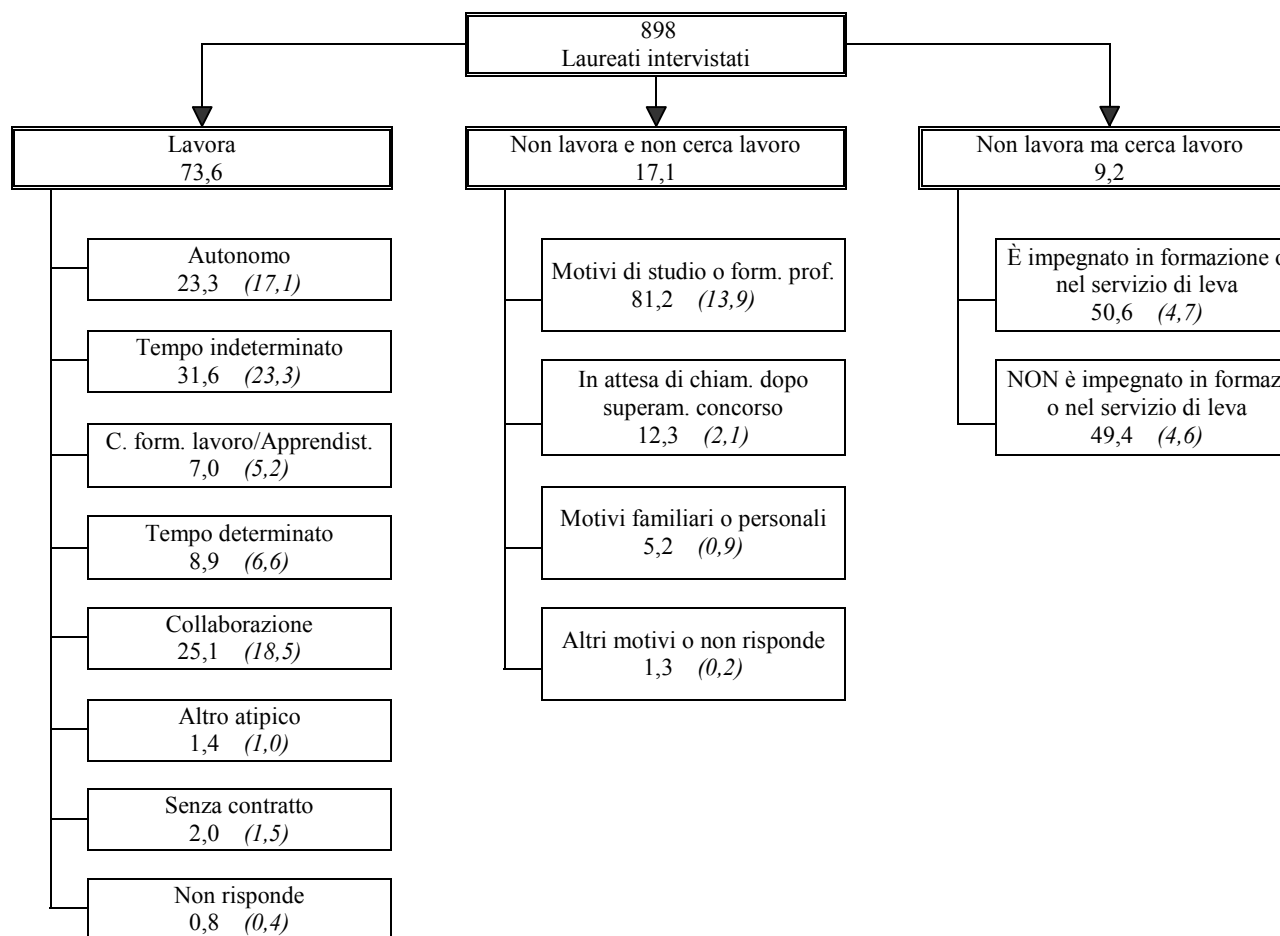 898
Laureati intervistati
Lavora
73,6
Autonomo
23,3 (17,1)
Tempo indeterminato
31,6 (23,3)
C. form. lavoro/Apprendist.
7,0 (5,2)
Tempo determinato
8,9 (6,6)
Collaborazione
25,1 (18,5)
Altro atipico
1,4 (1,0)
Senza contratto
2,0 (1,5)
Non risponde
0,8 (0,4)
Non lavora e non cerca lavoro
17,1
Motivi di studio o form. prof.
81,2 (13,9)
In attesa di chiam. dopo
superam. concorso
12,3 (2,1)
Motivi familiari o personali
5,2 (0,9)
Altri motivi o non risponde
1,3 (0,2)
Non lavora ma cerca lavoro
9,2
È impegnato in formazione o
nel servizio di leva
50,6 (4,7)
NON è impegnato in formaz
o nel servizio di leva
49,4 (4,6)